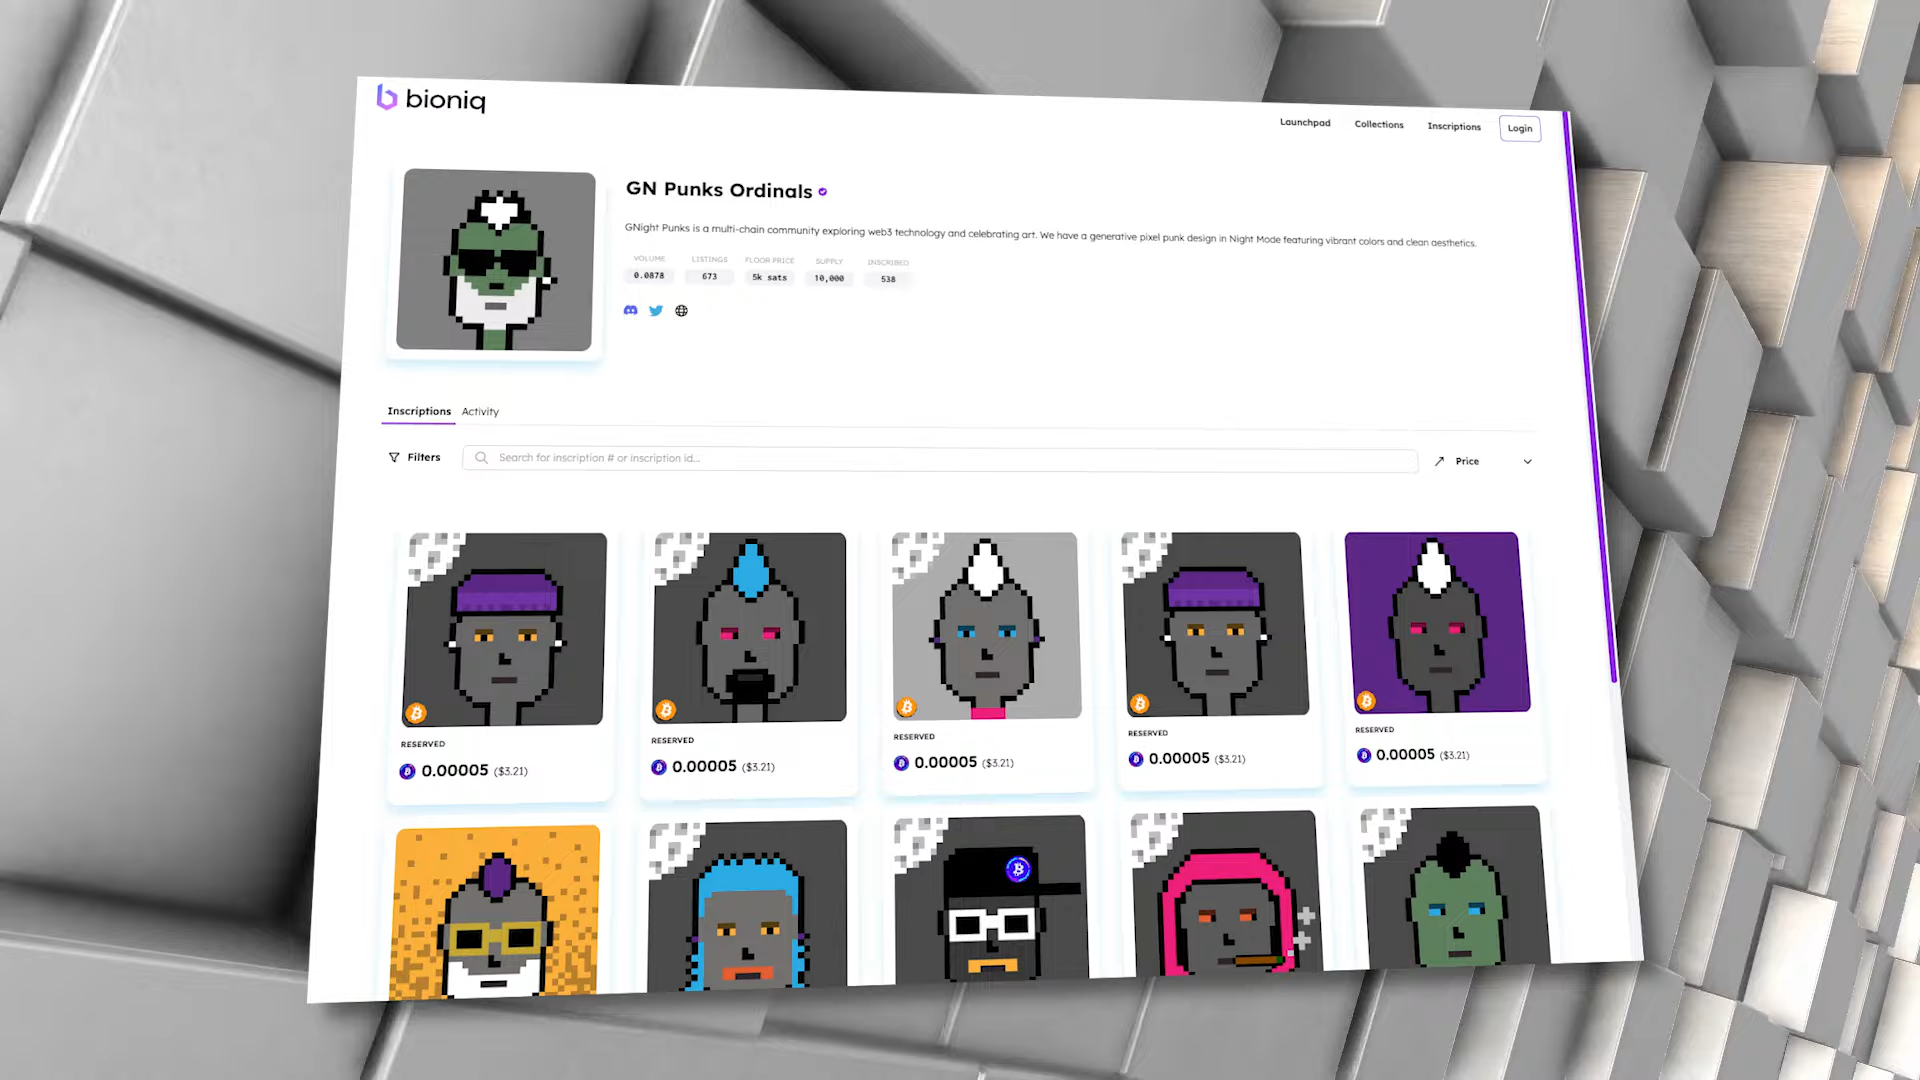 bioniq
Launchpad Collections Inscriptions Login
GN Punks Ordinals
GNight Punks is a multi-chain community exploring web3 technology and celebrating art. We have a generative pixel punk design in Night Mode featuring vibrant colors and clean aesthetics.
VOLUME LISTINGS FLOOR PRICE SUPPLY INSCRIBED
0.0878 673 5k sats 10,000 538
Inscriptions Activity
Filters Search for inscription # or inscription id... Price
RESERVED RESERVED RESERVED RESERVED RESERVED
0.00005 ($3.21) 0.00005 ($3.21) 0.00005 ($3.21) 0.00005 ($3.21) 0.00005 ($3.21)